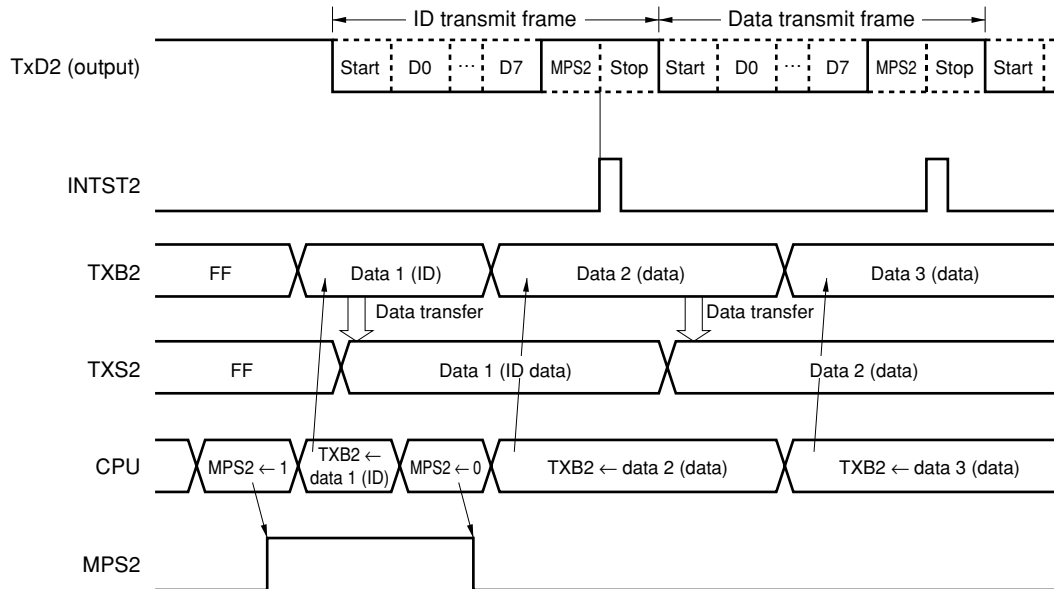 ID transmit frame Data transmit frame
TxD2 (output) Start D0 ... D7 MPS2 Stop Start D0 ... D7 MPS2 Stop Start
INTST2
TXB2 FF Data 1 (ID) Data 2 (data) Data 3 (data)
Data transfer Data transfer
TXS2 FF Data 1 (ID data) Data 2 (data)
CPU MPS2 ← 1 TXB2 ← data 1 (ID) MPS2 ← 0 TXB2 ← data 2 (data) TXB2 ← data 3 (data)
MPS2